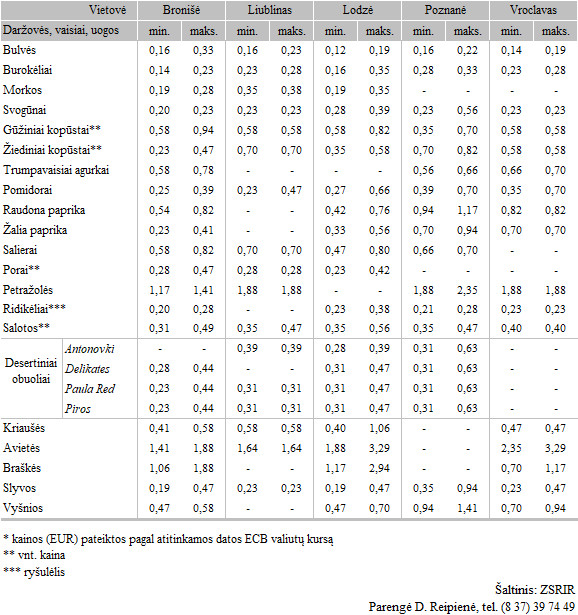 Vietovė Bronišė Liublinas Lodzė Poznanė Vroclavas
Daržovės, vaisiai, uogos min. maks. min. maks. min. maks. min. maks. min. maks.
Bulvės 0,16 0,33 0,16 0,23 0,12 0,19 0,16 0,22 0,14 0,19
Burokėliai 0,14 0,23 0,23 0,28 0,16 0,35 0,28 0,33 0,23 0,28
Morkos 0,19 0,28 0,35 0,38 0,19 0,35 - - - -
Svogūnai 0,20 0,23 0,23 0,23 0,28 0,39 0,23 0,56 0,23 0,23
Gūžiniai kopūstai** 0,58 0,94 0,58 0,58 0,58 0,82 0,35 0,70 0,58 0,58
Žiediniai kopūstai** 0,23 0,47 0,70 0,70 0,35 0,58 0,70 0,82 0,58 0,58
Trumpavaisiai agurkai 0,58 0,78 - - - - 0,56 0,66 0,66 0,70
Pomidorai 0,25 0,39 0,23 0,47 0,27 0,66 0,39 0,70 0,35 0,70
Raudona paprika 0,54 0,82 - - 0,42 0,76 0,94 1,17 0,82 0,82
Žalia paprika 0,23 0,41 - - 0,33 0,56 0,70 0,94 0,70 0,70
Salierai 0,58 0,82 0,70 0,70 0,47 0,80 0,66 0,70 - -
Porai** 0,28 0,47 0,28 0,28 0,23 0,42 - - - -
Petražolės 1,17 1,41 1,88 1,88 - - 1,88 2,35 1,88 1,88
Ridikėliai*** 0,20 0,28 - - 0,23 0,38 0,21 0,28 0,23 0,23
Salotos** 0,31 0,49 0,35 0,47 0,35 0,56 0,35 0,47 0,40 0,40
Desertiniai obuoliai
Antonovki - - 0,39 0,39 0,28 0,39 0,31 0,63 - -
Delikates 0,28 0,44 - - 0,31 0,47 0,31 0,63 - -
Paula Red 0,23 0,44 0,31 0,31 0,31 0,47 0,31 0,63 - -
Piros 0,23 0,44 0,31 0,31 0,31 0,47 0,31 0,63 - -
Kriaušės 0,41 0,58 0,58 0,58 0,40 1,06 - - 0,47 0,47
Avietės 1,41 1,88 1,64 1,64 1,88 3,29 - - 2,35 3,29
Braškės 1,06 1,88 - - 1,17 2,94 - - 0,70 1,17
Slyvos 0,19 0,47 0,23 0,23 0,19 0,47 0,35 0,94 0,23 0,47
Vyšnios 0,47 0,58 - - 0,47 0,70 0,94 1,41 0,70 0,94
* kainos (EUR) pateiktos pagal atitinkamos datos ECB valiutų kursą
** vnt. kaina
*** ryšulėlis
Šaltinis: ZSRIR
Parengė D. Reipienė, tel. (8 37) 39 74 49